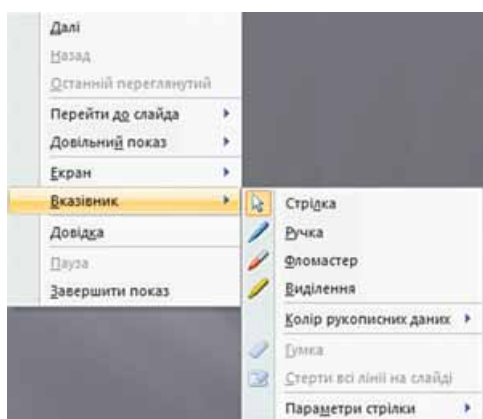 Далі
Назад
Останній переглянутий
Перейти до слайда
Довільний показ
Екран
Вказівник
Довідка
Пауза
Завершити показ
Стрілка
Ручка
Фломастер
Виділення
Колір рукописних даних
Гумка
Стерти всі лінії на слайді
Параметри стрілки